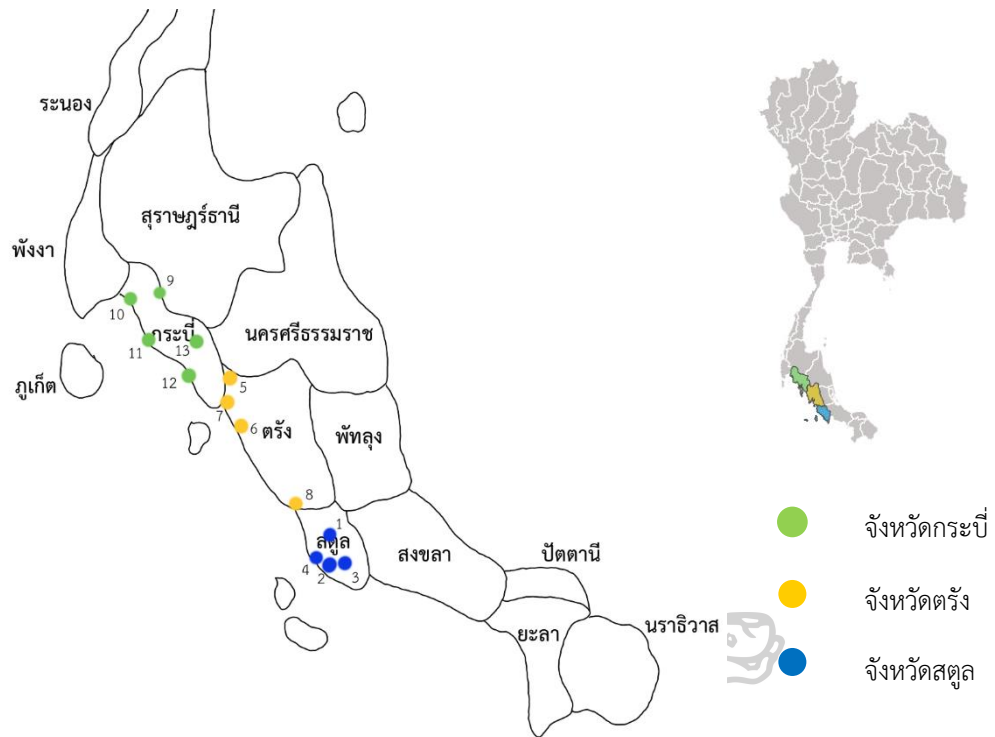 ระนอง
สุราษฎร์ธานี
พังงา
9
10
กระบี่
นครศรีธรรมราช
11
13
ภูเก็ต
12
5
7
6
ตรัง
พัทลุง
8
1
สตูล
4
2
3
สงขลา
ปัตตานี
ยะลา
นราธิวาส
จังหวัดกระบี่
จังหวัดตรัง
จังหวัดสตูล